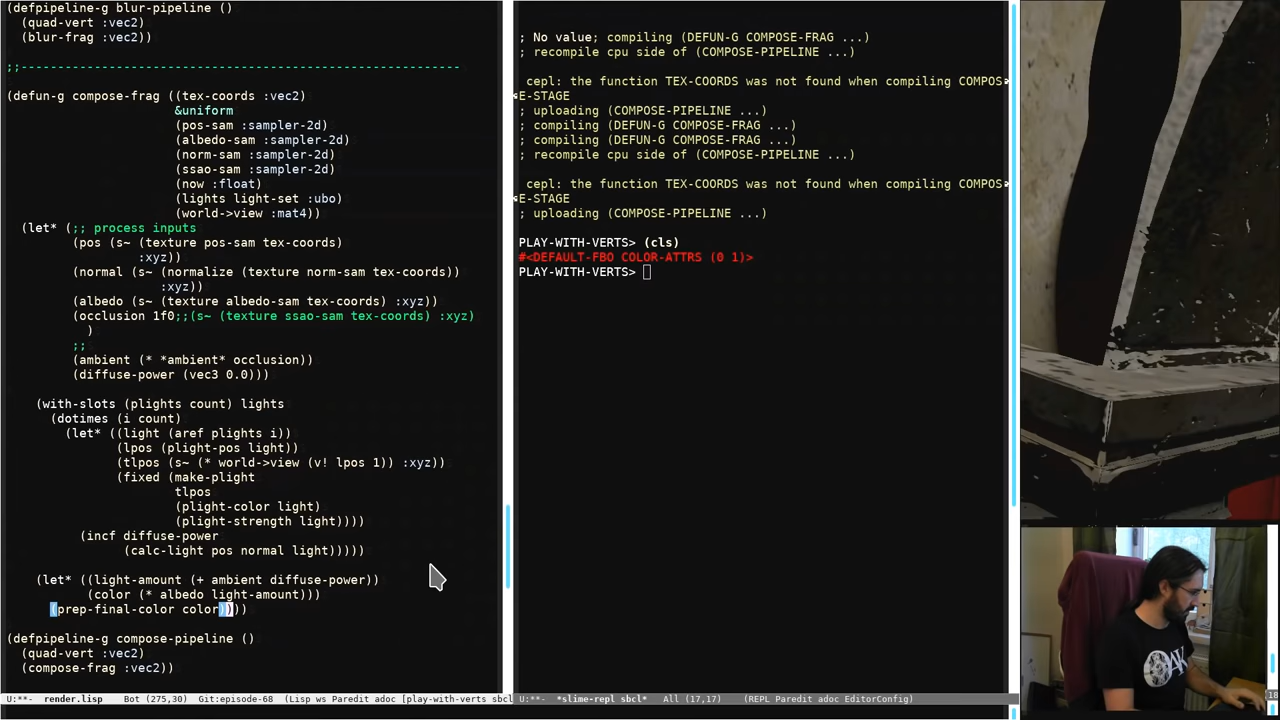 (defpipeline-g blur-pipeline ()
  (quad-vert :vec2)
  (blur-frag :vec2))
;;------------------------------------------------------------
(defun-g compose-frag ((tex-coords :vec2)
                       &uniform
                       (pos-sam :sampler-2d)
                       (albedo-sam :sampler-2d)
                       (norm-sam :sampler-2d)
                       (ssao-sam :sampler-2d)
                       (now :float)
                       (lights light-set :ubo)
                       (world->view :mat4))
  (let* (;; process inputs
         (pos (s~ (texture pos-sam tex-coords)
                  :xyz))
         (normal (s~ (normalize (texture norm-sam tex-coords))
                     :xyz))
         (albedo (s~ (texture albedo-sam tex-coords) :xyz))
         (occlusion 1f0;;(s~ (texture ssao-sam tex-coords) :xyz)
           )
         ;;
         (ambient (* *ambient* occlusion))
         (diffuse-power (vec3 0.0)))
    (with-slots (plights count) lights
      (dotimes (i count)
        (let* ((light (aref plights i))
               (lpos (plight-pos light))
               (tlpos (s~ (* world->view (v! lpos 1)) :xyz))
               (fixed (make-plight
                       tlpos
                       (plight-color light)
                       (plight-strength light))))
          (incf diffuse-power
                (calc-light pos normal light)))))
    (let* ((light-amount (+ ambient diffuse-power))
           (color (* albedo light-amount)))
      (prep-final-color color))))
(defpipeline-g compose-pipeline ()
  (quad-vert :vec2)
  (compose-frag :vec2))
U:**-  render.lisp    Bot (275,30)  Git:episode-68  (Lisp ws Paredit adoc [play-with-verts sbcl
; No value; compiling (DEFUN-G COMPOSE-FRAG ...)
; recompile cpu side of (COMPOSE-PIPELINE ...)
 cepl: the function TEX-COORDS was not found when compiling COMPOS
E-STAGE
; uploading (COMPOSE-PIPELINE ...)
; compiling (DEFUN-G COMPOSE-FRAG ...)
; compiling (DEFUN-G COMPOSE-FRAG ...)
; recompile cpu side of (COMPOSE-PIPELINE ...)
 cepl: the function TEX-COORDS was not found when compiling COMPOS
E-STAGE
; uploading (COMPOSE-PIPELINE ...)
PLAY-WITH-VERTS> (cls)
#<DEFAULT-FBO COLOR-ATTRS (0 1)>
PLAY-WITH-VERTS>
U:**-  *slime-repl sbcl*   All (17,17)    (REPL Paredit adoc EditorConfig)
18